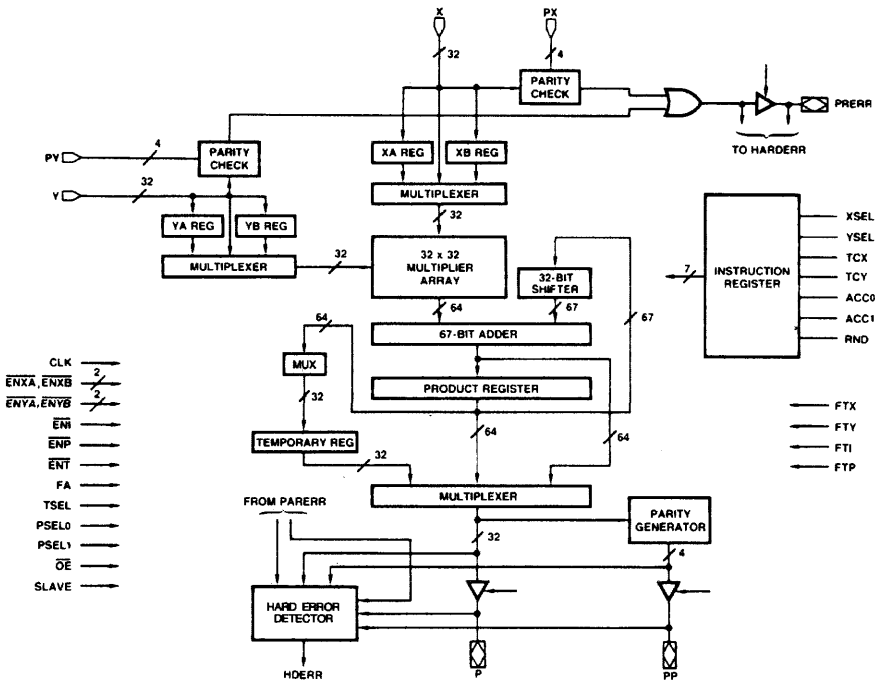 X
PX
32
4
PARITY
CHECK
PRERR
TO HARDERR
PY
4
PARITY
CHECK
XA REG
XB REG
Y
32
MULTIPLEXER
32
YA REG
YB REG
MULTIPLEXER
32
32 x 32
MULTIPLIER
ARRAY
32-BIT
SHIFTER
64
67
67
64
67-BIT ADDER
MUX
32
PRODUCT REGISTER
64
64
TEMPORARY REG
32
MULTIPLEXER
INSTRUCTION
REGISTER
7
XSEL
YSEL
TCX
TCY
ACC0
ACC1
RND
FTX
FTY
FTI
FTP
CLK
ENXA, ENXB
2
ENYA, ENYB
2
ENI
ENP
ENT
FA
TSEL
PSEL0
PSEL1
OE
SLAVE
FROM PARERR
32
PARITY
GENERATOR
4
HARD ERROR
DETECTOR
HDERR
P
PP